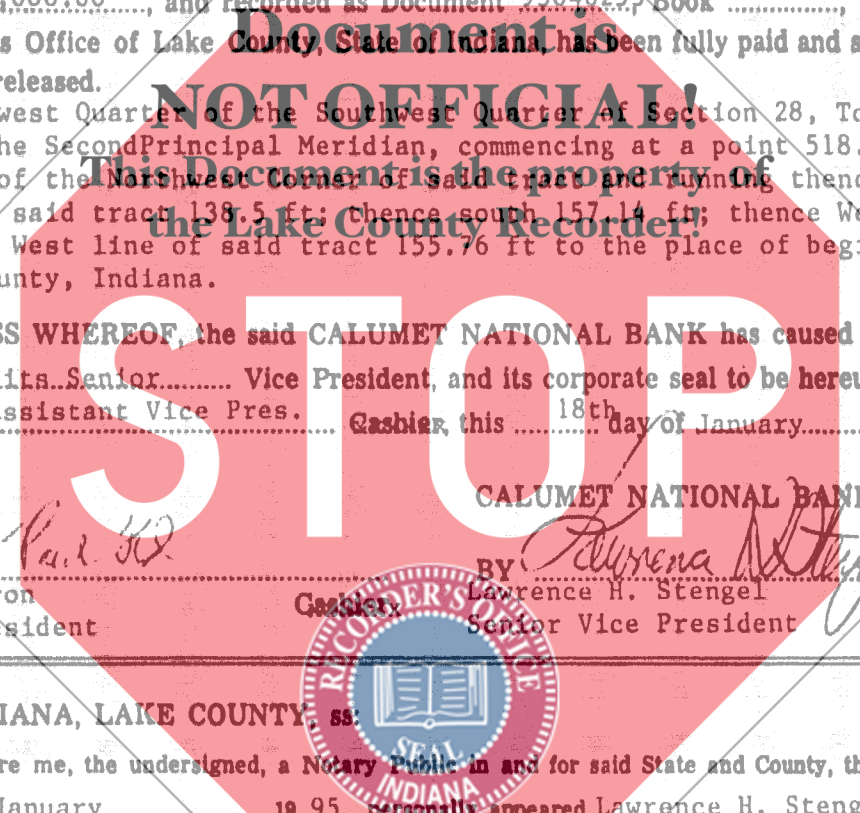 000.00, and recorded as Document Book
Document is
s Office of Lake County, State of Indiana, has been fully paid and s
released.
NOT OFFICIAL!
west Quarter of the Southwest Quarter of Section 28, To
he SecondPrincipal Meridian, commencing at a point 518.
This Document is the property of
of the Northwest Corner of said tract and running thenc
said tract 138.5 ft; thence south 157.14 ft; thence We
the Lake County Recorder!
West line of said tract 155.76 ft to the place of begi
unty, Indiana.
STOP
SS WHEREOF, the said CALUMET NATIONAL BANK has caused
its Senior Vice President, and its corporate seal to be hereu
ssistant Vice Pres. Cashier, this 18th day of January
CALUMET NATIONAL BAN
BY
on Cashier Lawrence H. Stengel
sident Senior Vice President
RECORDER'S OFFICE
SEAL
INDIANA
IANA, LAKE COUNTY, ss:
re me, the undersigned, a Notary Public in and for said State and County, th
January 19 95 personally appeared Lawrence H. Steng